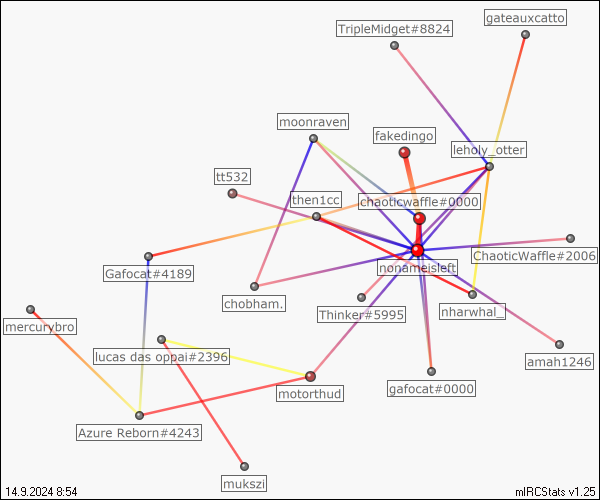 gateauxcatto
TripleMidget#8824
moonraven
fakedingo
leholy_otter
tt532
then1cc
chaoticwaffle#0000
ChaoticWaffle#2006
nonameisleft
Gafocat#4189
chobham.
nharwhal_
Thinker#5995
mercurybro
lucas das oppai#2396
amah1246
gafocat#0000
motorthud
Azure Reborn#4243
mukszi
14.9.2024 8:54
mIRCStats v1.25